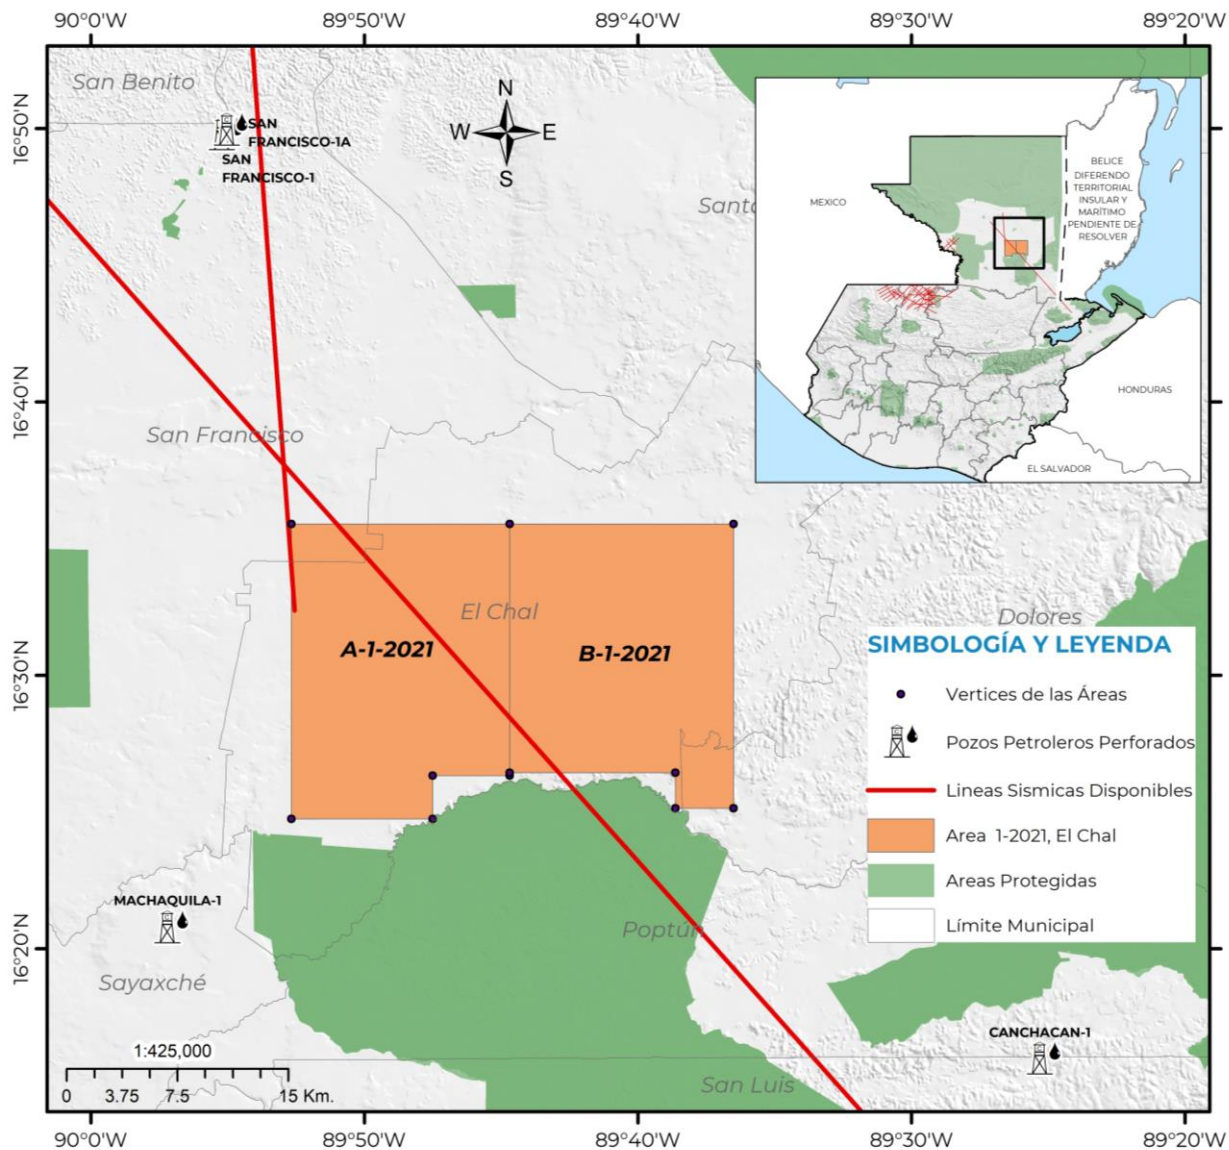 90°0'W 89°50'W 89°40'W 89°30'W 89°20'W
San Benito
N
W E
S
16°50'N
SAN
FRANCISCO-1A
SAN
FRANCISCO-1
Santa
MEXICO
BELICE
DIFERENDO
TERRITORIAL
INSULAR Y
MARÍTIMO
PENDIENTE DE
RESOLVER
HONDURAS
EL SALVADOR
16°40'N
San Francisco
El Chal
A-1-2021
B-1-2021
Dolores
16°30'N
SIMBOLOGÍA Y LEYENDA
Vertices de las Áreas
Pozos Petroleros Perforados
Lineas Sismicas Disponibles
Area 1-2021, El Chal
Areas Protegidas
Límite Municipal
MACHAQUILA-1
Poptún
16°20'N
Sayaxché
CANCHACAN-1
1:425,000
0 3.75 7.5 15 Km.
San Luis
90°0'W 89°50'W 89°40'W 89°30'W 89°20'W